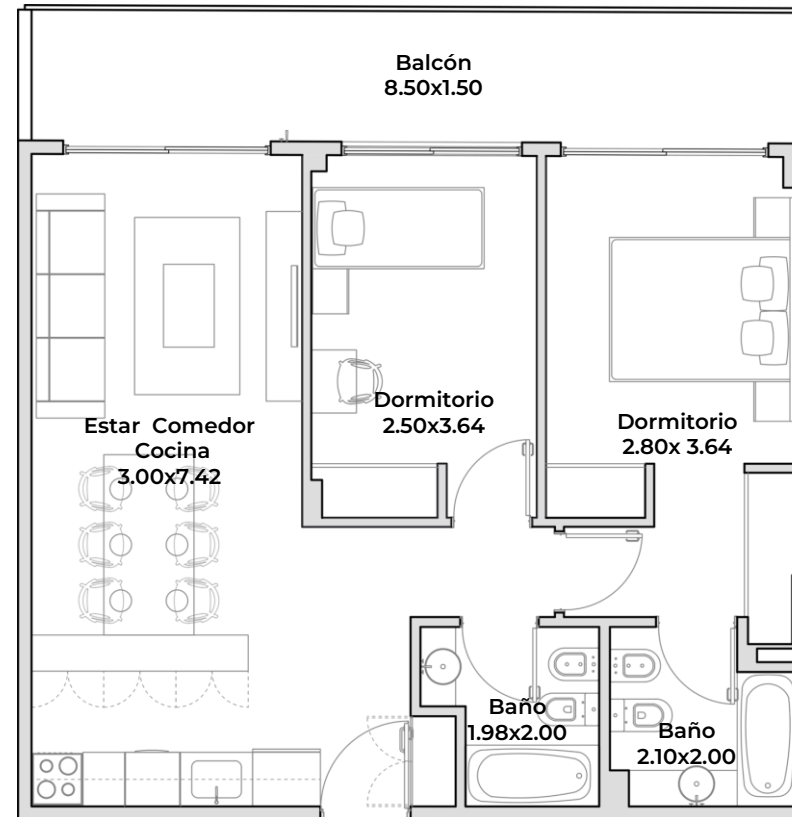 Balcón
8.50x1.50
Dormitorio
2.50x3.64
Dormitorio
2.80x 3.64
Estar  Comedor
Cocina
3.00x7.42
Baño
1.98x2.00
Baño
2.10x2.00